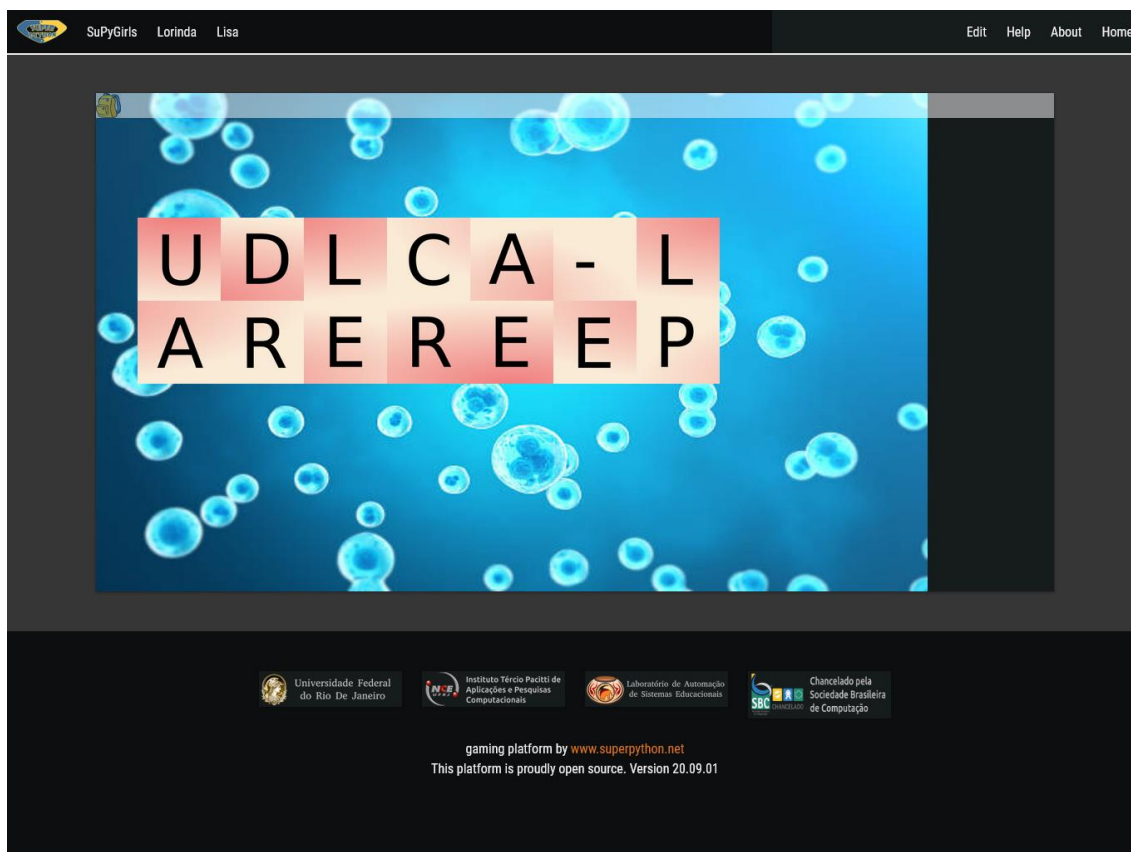 SuPyGirls Lorinda Lisa Edit Help About Home
U D L C A - L
A R E R E E P
Universidade Federal
do Rio De Janeiro
NCE
Instituto Tércio Pacitti de
Aplicações e Pesquisas
Computacionais
Laboratório de Automação
de Sistemas Educacionais
SBC
CHANCELADO
Chancelado pela
Sociedade Brasileira
de Computação
gaming platform by www.superpython.net
This platform is proudly open source. Version 20.09.01